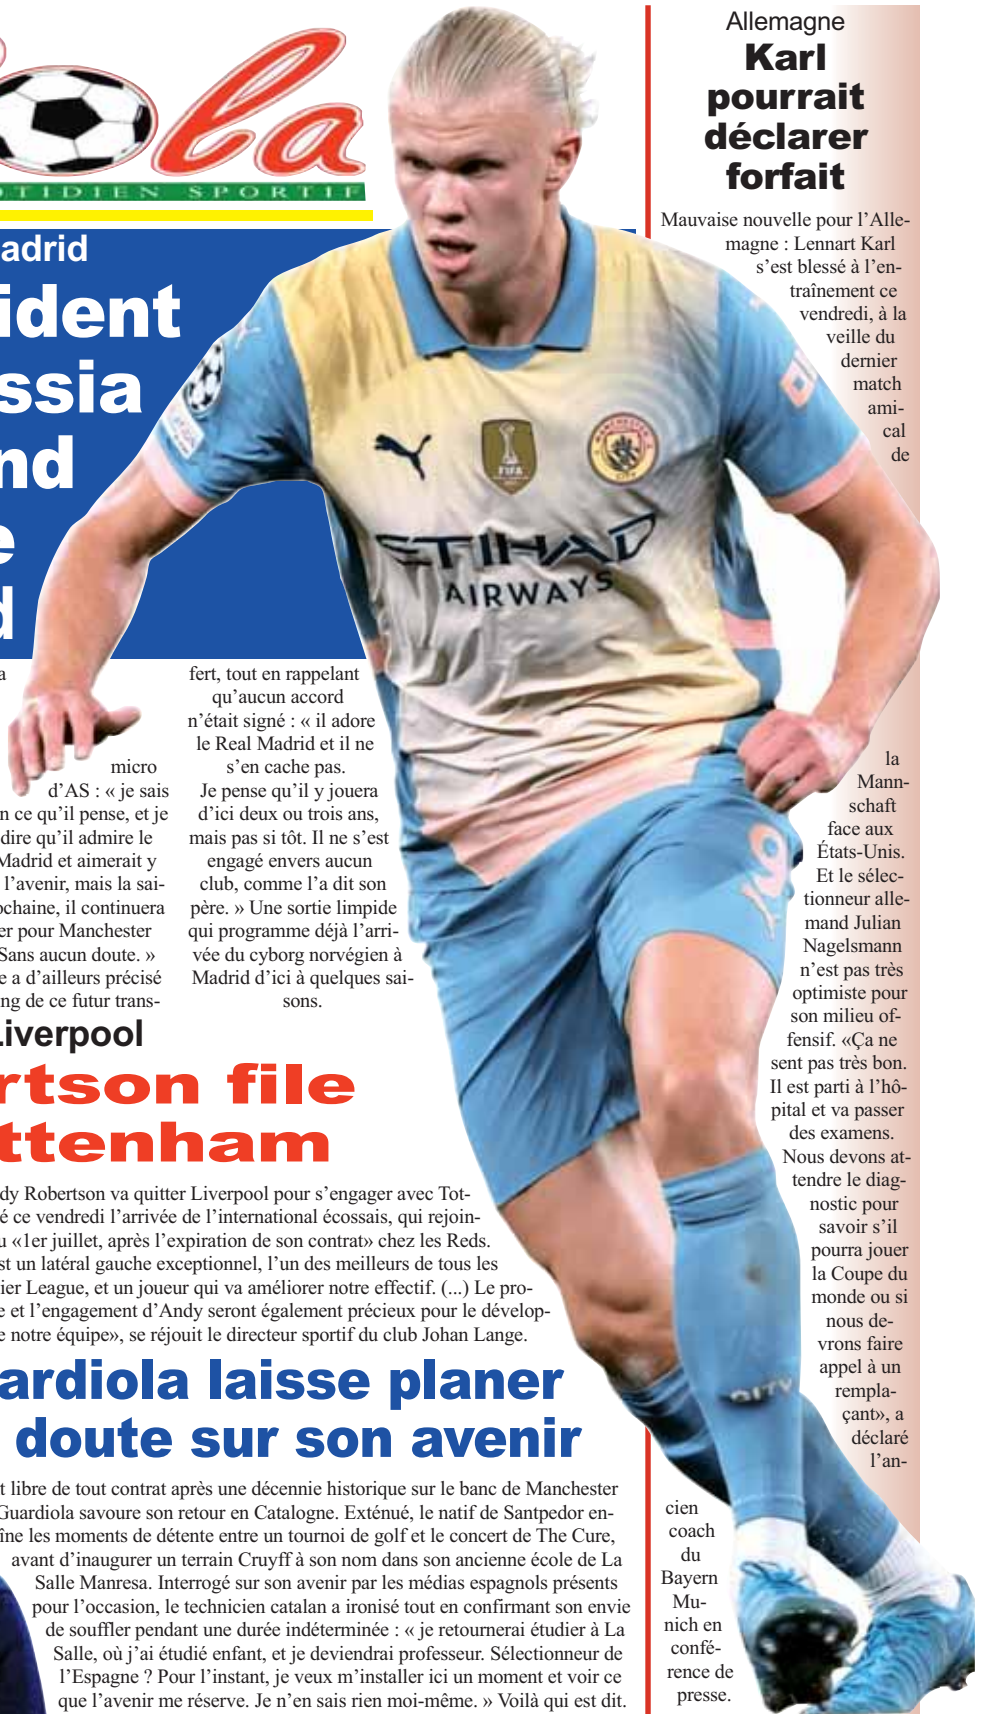 ola
OTIDIEN SPORTIF
adrid
ident
ssia
nd
e
d
a
micro
d'AS : « je sais
n ce qu'il pense, et je
dire qu'il admire le
Madrid et aimerait y
l'avenir, mais la sai-
ochaine, il continuera
er pour Manchester
Sans aucun doute. »
e a d'ailleurs précisé
ng de ce futur trans-
fert, tout en rappelant
qu'aucun accord
n'était signé : « il adore
le Real Madrid et il ne
s'en cache pas.
Je pense qu'il y jouera
d'ici deux ou trois ans,
mais pas si tôt. Il ne s'est
engagé envers aucun
club, comme l'a dit son
père. » Une sortie limpide
qui programme déjà l'arri-
vée du cyborg norvégien à
Madrid d'ici à quelques sai-
sons.
FIFA
MANCHESTER
CITY
ETIHAD
AIRWAYS
9
CITY
Liverpool
rtson file
ttenham
dy Robertson va quitter Liverpool pour s'engager avec Tot-
é ce vendredi l'arrivée de l'international écossais, qui rejoin-
u «1er juillet, après l'expiration de son contrat» chez les Reds.
st un latéral gauche exceptionnel, l'un des meilleurs de tous les
ier League, et un joueur qui va améliorer notre effectif. (...) Le pro-
e et l'engagement d'Andy seront également précieux pour le dévelop-
e notre équipe», se réjouit le directeur sportif du club Johan Lange.
ardiola laisse planer
doute sur son avenir
t libre de tout contrat après une décennie historique sur le banc de Manchester
Guardiola savoure son retour en Catalogne. Exténué, le natif de Santpedor en-
îne les moments de détente entre un tournoi de golf et le concert de The Cure,
avant d'inaugurer un terrain Cruyff à son nom dans son ancienne école de La
Salle Manresa. Interrogé sur son avenir par les médias espagnols présents
pour l'occasion, le technicien catalan a ironisé tout en confirmant son envie
de souffler pendant une durée indéterminée : « je retournerai étudier à La
Salle, où j'ai étudié enfant, et je deviendrai professeur. Sélectionneur de
l'Espagne ? Pour l'instant, je veux m'installer ici un moment et voir ce
que l'avenir me réserve. Je n'en sais rien moi-même. » Voilà qui est dit.
Allemagne
Karl
pourrait
déclarer
forfait
Mauvaise nouvelle pour l'Alle-
magne : Lennart Karl
s'est blessé à l'en-
traînement ce
vendredi, à la
veille du
dernier
match
ami-
cal
de
la
Mann-
schaft
face aux
États-Unis.
Et le sélec-
tionneur alle-
mand Julian
Nagelsmann
n'est pas très
optimiste pour
son milieu of-
fensif. «Ça ne
sent pas très bon.
Il est parti à l'hô-
pital et va passer
des examens.
Nous devons at-
tendre le diag-
nostic pour
savoir s'il
pourra jouer
la Coupe du
monde ou si
nous de-
vrons faire
appel à un
rempla-
çant», a
déclaré
l'an-
cien
coach
du
Bayern
Mu-
nich en
confé-
rence de
presse.